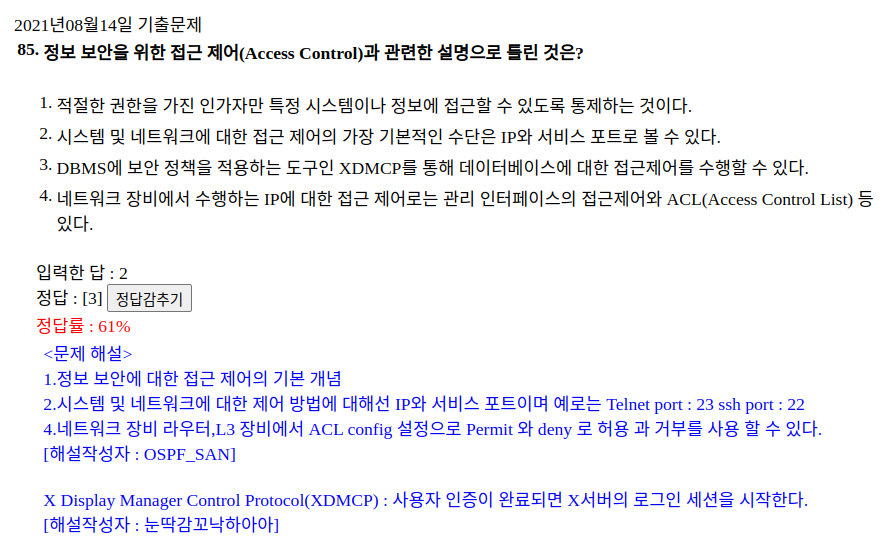 2021년08월14일 기출문제
85. 정보 보안을 위한 접근 제어(Access Control)과 관련한 설명으로 틀린 것은?
1. 적절한 권한을 가진 인가자만 특정 시스템이나 정보에 접근할 수 있도록 통제하는 것이다.
2. 시스템 및 네트워크에 대한 접근 제어의 가장 기본적인 수단은 IP와 서비스 포트로 볼 수 있다.
3. DBMS에 보안 정책을 적용하는 도구인 XDMCP를 통해 데이터베이스에 대한 접근제어를 수행할 수 있다.
4. 네트워크 장비에서 수행하는 IP에 대한 접근 제어로는 관리 인터페이스의 접근제어와 ACL(Access Control List) 등
있다.
입력한 답 : 2
정답 : [3] 정답감추기
정답률 : 61%
<문제 해설>
1.정보 보안에 대한 접근 제어의 기본 개념
2.시스템 및 네트워크에 대한 제어 방법에 대해선 IP와 서비스 포트이며 예로는 Telnet port : 23 ssh port : 22
4.네트워크 장비 라우터,L3 장비에서 ACL config 설정으로 Permit 와 deny 로 허용 과 거부를 사용 할 수 있다.
[해설작성자 : OSPF_SAN]
X Display Manager Control Protocol(XDMCP) : 사용자 인증이 완료되면 X서버의 로그인 세션을 시작한다.
[해설작성자 : 눈딱감꼬낙하아아]